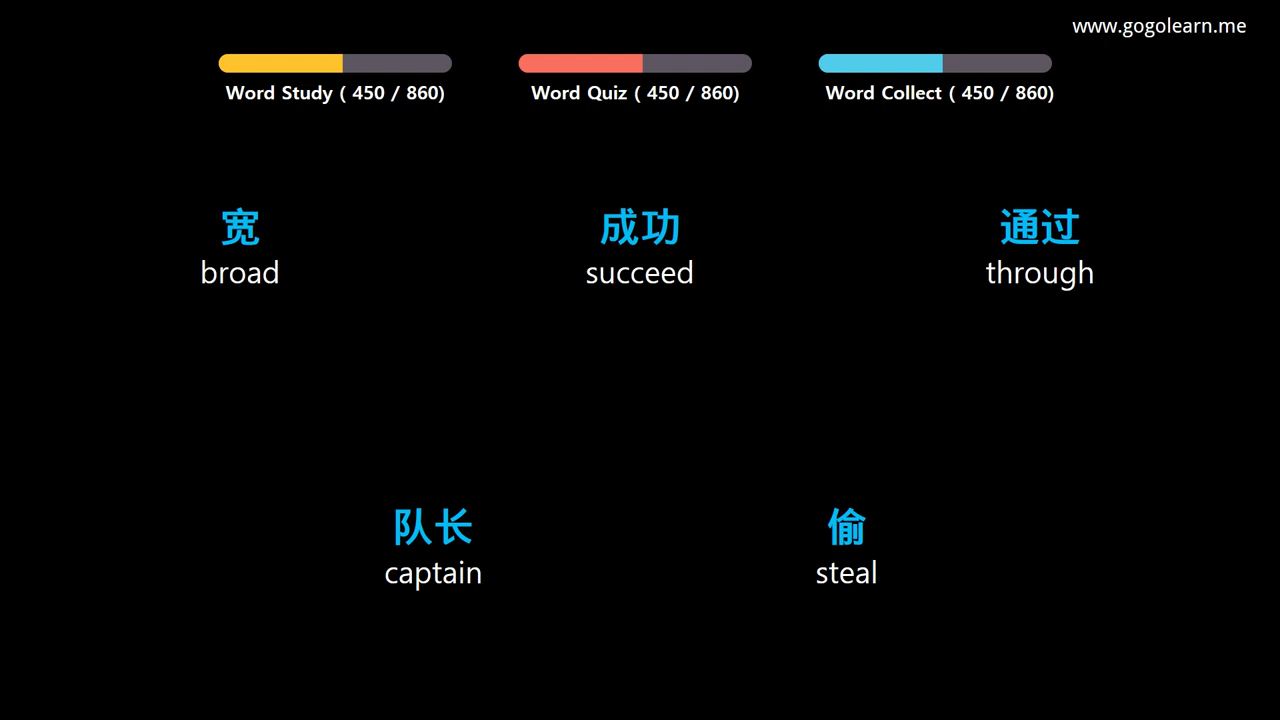 www.gogolearn.me
Word Study ( 450 / 860)
Word Quiz ( 450 / 860)
Word Collect ( 450 / 860)
宽
broad
成功
succeed
通过
through
队长
captain
偷
steal